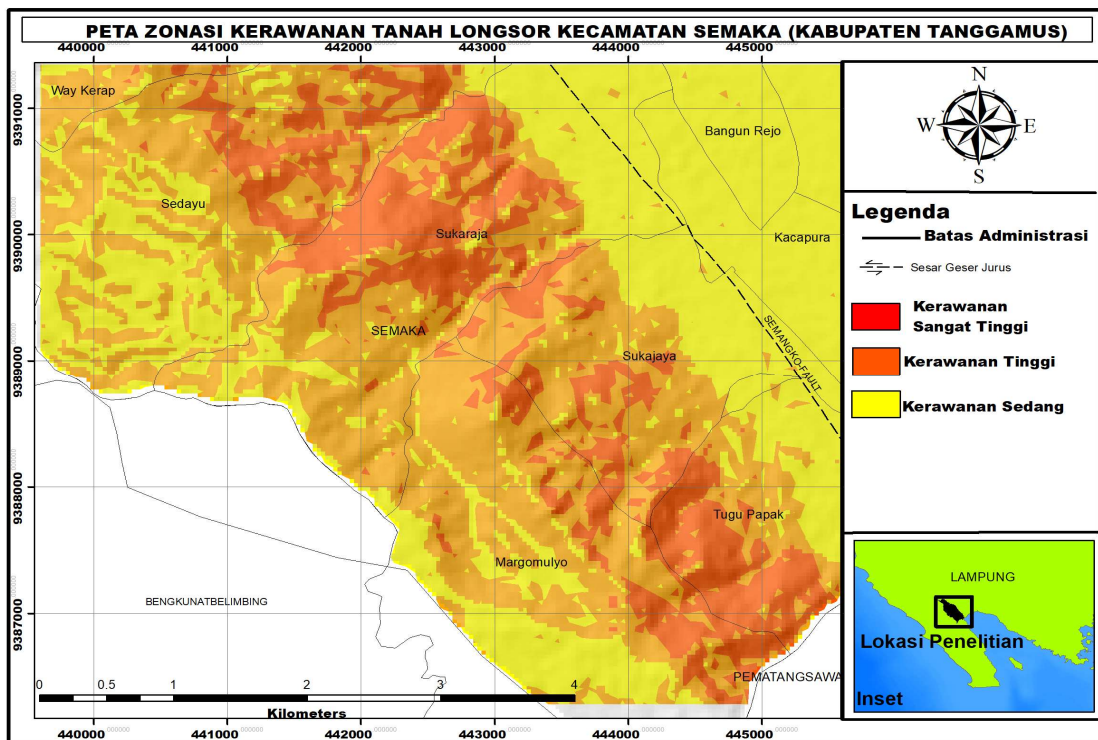 PETA ZONASI KERAWANAN TANAH LONGSOR KECAMATAN SEMAKA (KABUPATEN TANGGAMUS)
440000 441000 442000 443000 444000 445000
9391000
9390000
9389000
9388000
9387000
Way Kerap
Bangun Rejo
Sedayu
Sukaraja
Kacapura
SEMAKA
Sukajaya
SEMANGKO-FAULT
Tugu Papak
Margomulyo
BENGKUNATBELIMBING
PEMATANGSAWA
0 0.5 1 2 3 4
Kilometers
440000 441000 442000 443000 444000 445000
N
W E
S
Legenda
Batas Administrasi
Sesar Geser Jurus
Kerawanan
Sangat Tinggi
Kerawanan Tinggi
Kerawanan Sedang
LAMPUNG
Lokasi Penelitian
Inset